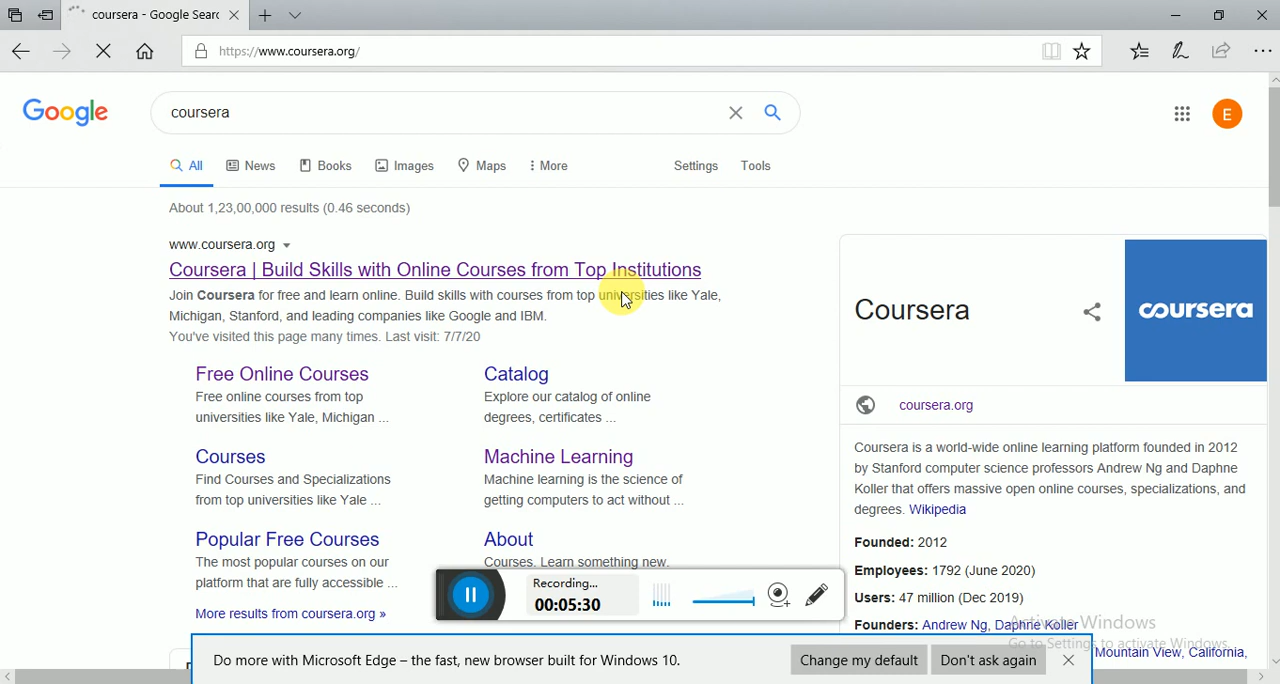 coursera - Google Searc
https://www.coursera.org/
Google
coursera
E
All
News
Books
Images
Maps
More
Settings
Tools
About 1,23,00,000 results (0.46 seconds)
www.coursera.org
Coursera | Build Skills with Online Courses from Top Institutions
Join Coursera for free and learn online. Build skills with courses from top universities like Yale,
Michigan, Stanford, and leading companies like Google and IBM.
You've visited this page many times. Last visit: 7/7/20
Free Online Courses
Free online courses from top
universities like Yale, Michigan ...
Catalog
Explore our catalog of online
degrees, certificates ...
Courses
Find Courses and Specializations
from top universities like Yale ...
Machine Learning
Machine learning is the science of
getting computers to act without ...
Popular Free Courses
The most popular courses on our
platform that are fully accessible ...
About
Courses. Learn something new.
More results from coursera.org »
Coursera
coursera
coursera.org
Coursera is a world-wide online learning platform founded in 2012
by Stanford computer science professors Andrew Ng and Daphne
Koller that offers massive open online courses, specializations, and
degrees. Wikipedia
Founded: 2012
Employees: 1792 (June 2020)
Users: 47 million (Dec 2019)
Founders: Andrew Ng, Daphne Koller
Mountain View, California,
Activate Windows
Go to Settings to activate Windows.
Recording...
00:05:30
Do more with Microsoft Edge – the fast, new browser built for Windows 10.
Change my default
Don't ask again